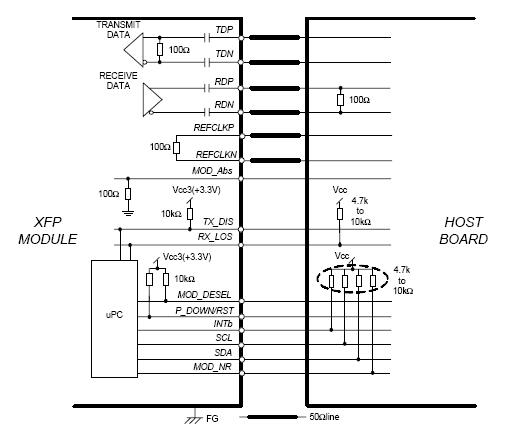 TRANSMIT
DATA
100Ω
TDP
TDN
RECEIVE
DATA
RDP
RDN
100Ω
REFCLKP
100Ω
REFCLKN
MOD_Abs
100Ω
Vcc3(+3.3V)
10kΩ
Vcc
4.7k
to
10kΩ
TX_DIS
RX_LOS
XFP
MODULE
HOST
BOARD
Vcc3(+3.3V)
10kΩ
Vcc
4.7k
to
10kΩ
uPC
MOD_DESEL
P_DOWN/RST
INTb
SCL
SDA
MOD_NR
FG
50Ωline